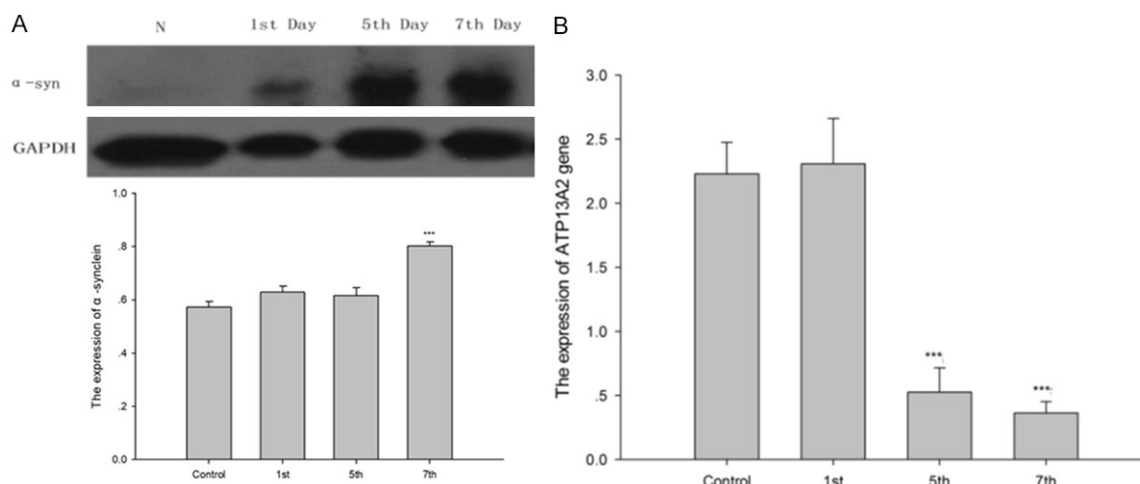 A
N 1st Day 5th Day 7th Day
α-syn
GAPDH
1.0
.8
.6
.4
.2
0.0
The expression of α-synclein
***
Control 1st 5th 7th
B
3.0
2.5
2.0
1.5
1.0
.5
0.0
The expression of ATP13A2 gene
***
***
Control 1st 5th 7th